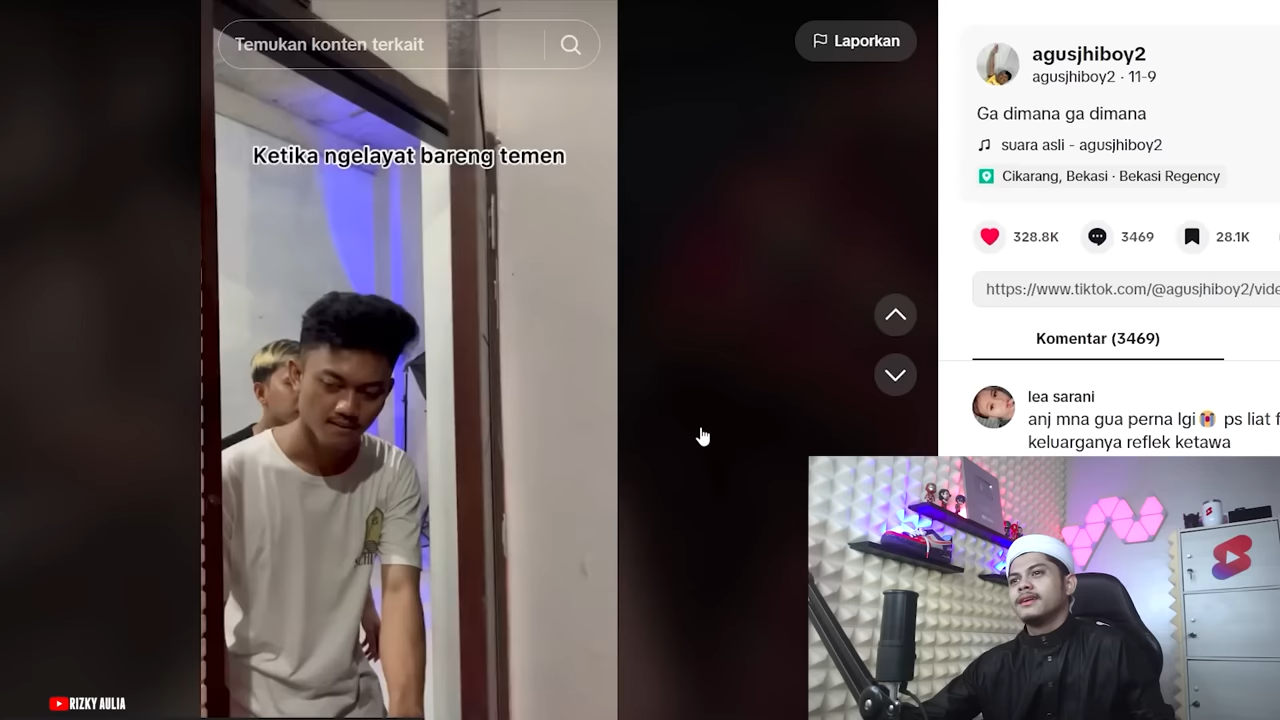 Temukan konten terkait
Laporkan
Ketika ngelayat bareng temen
agusjhiboy2
agusjhiboy2 · 11-9
Ga dimana ga dimana
suara asli - agusjhiboy2
Cikarang, Bekasi · Bekasi Regency
328.8K
3469
28.1K
https://www.tiktok.com/@agusjhiboy2/vide
Komentar (3469)
lea sarani
anj mna gua perna lgi😭 ps liat f
keluarganya reflek ketawa
RIZKY AULIA